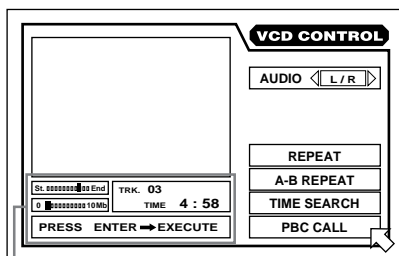 VCD CONTROL
AUDIO L / R
REPEAT
A-B REPEAT
TIME SEARCH
PBC CALL
St. End
0 10Mb
TRK. 03
TIME 4 : 58
PRESS ENTER ➡ EXECUTE